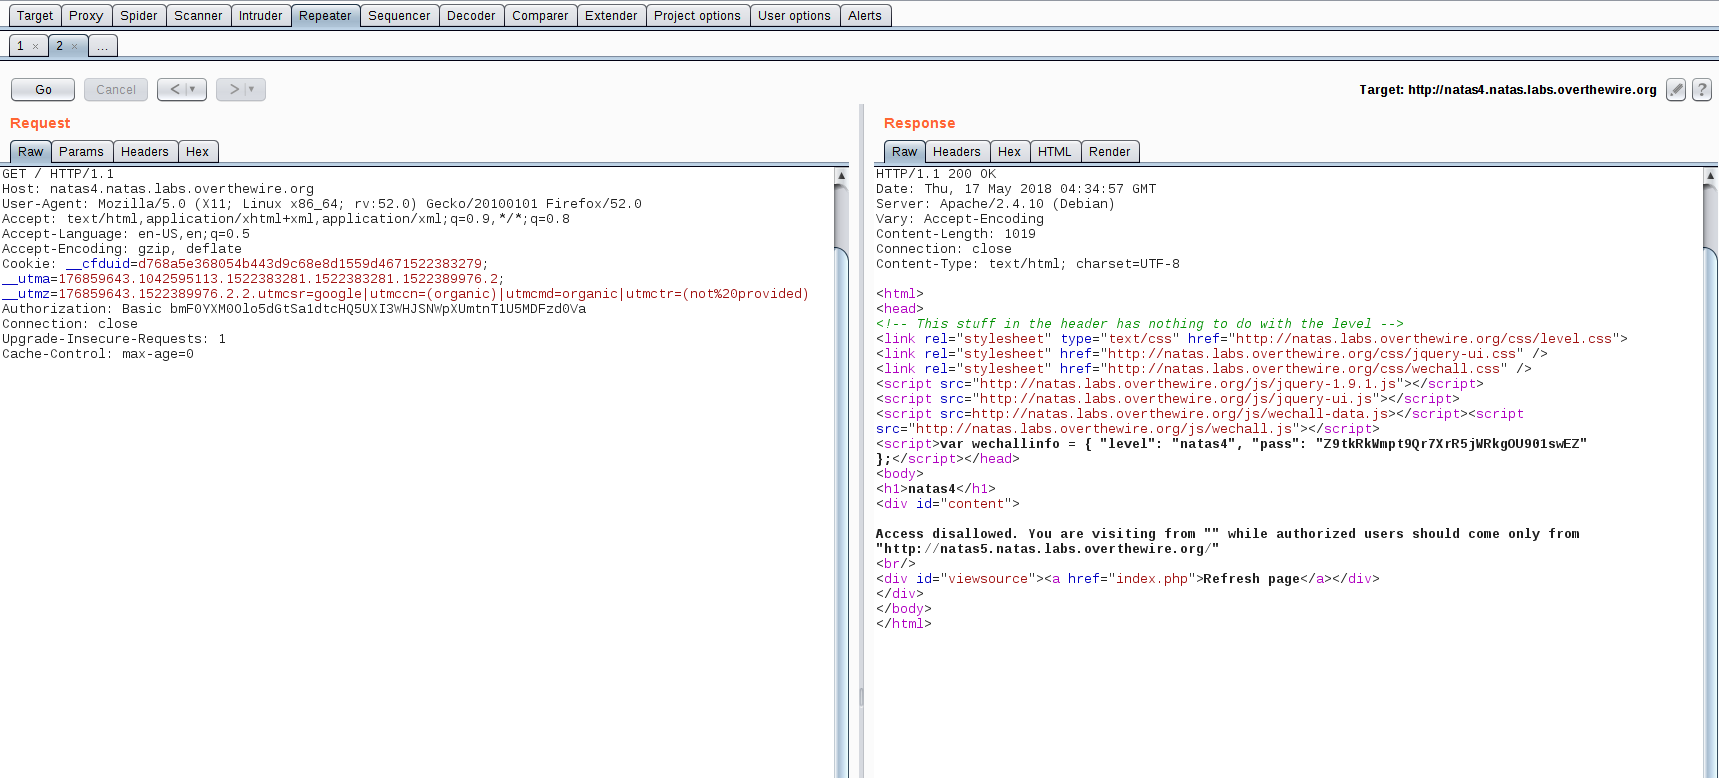 Target Proxy Spider Scanner Intruder Repeater Sequencer Decoder Comparer Extender Project options User options Alerts
1 × 2 × ...
Go Cancel < > Target: http://natas4.natas.labs.overthewire.org ?
Request
Raw Params Headers Hex
GET / HTTP/1.1
Host: natas4.natas.labs.overthewire.org
User-Agent: Mozilla/5.0 (X11; Linux x86_64; rv:52.0) Gecko/20100101 Firefox/52.0
Accept: text/html,application/xhtml+xml,application/xml;q=0.9,*/*;q=0.8
Accept-Language: en-US,en;q=0.5
Accept-Encoding: gzip, deflate
Cookie: __cfduid=d768a5e368054b443d9c68e8d1559d4671522383279;
__utma=176859643.1042595113.1522383281.1522383281.1522389976.2;
__utmz=176859643.1522389976.2.2.utmcsr=google|utmccn=(organic)|utmcmd=organic|utmctr=(not%20provided)
Authorization: Basic bmF0YXM0Olo5dGtSa1dtcHQ5UXI3WHJSNWpXUmtnT1U5MDFzd0Va
Connection: close
Upgrade-Insecure-Requests: 1
Cache-Control: max-age=0
Response
Raw Headers Hex HTML Render
HTTP/1.1 200 OK
Date: Thu, 17 May 2018 04:34:57 GMT
Server: Apache/2.4.10 (Debian)
Vary: Accept-Encoding
Content-Length: 1019
Connection: close
Content-Type: text/html; charset=UTF-8
<html>
<head>
<!-- This stuff in the header has nothing to do with the level -->
<link rel="stylesheet" type="text/css" href="http://natas.labs.overthewire.org/css/level.css">
<link rel="stylesheet" href="http://natas.labs.overthewire.org/css/jquery-ui.css" />
<link rel="stylesheet" href="http://natas.labs.overthewire.org/css/wechall.css" />
<script src="http://natas.labs.overthewire.org/js/jquery-1.9.1.js"></script>
<script src="http://natas.labs.overthewire.org/js/jquery-ui.js"></script>
<script src=http://natas.labs.overthewire.org/js/wechall-data.js></script><script
src="http://natas.labs.overthewire.org/js/wechall.js"></script>
<script>var wechallinfo = { "level": "natas4", "pass": "Z9tkRkWmpt9Qr7XrR5jWRkgOU901swEZ"
};</script></head>
<body>
<h1>natas4</h1>
<div id="content">
Access disallowed. You are visiting from "" while authorized users should come only from
"http://natas5.natas.labs.overthewire.org/"
<br/>
<div id="viewsource"><a href="index.php">Refresh page</a></div>
</div>
</body>
</html>